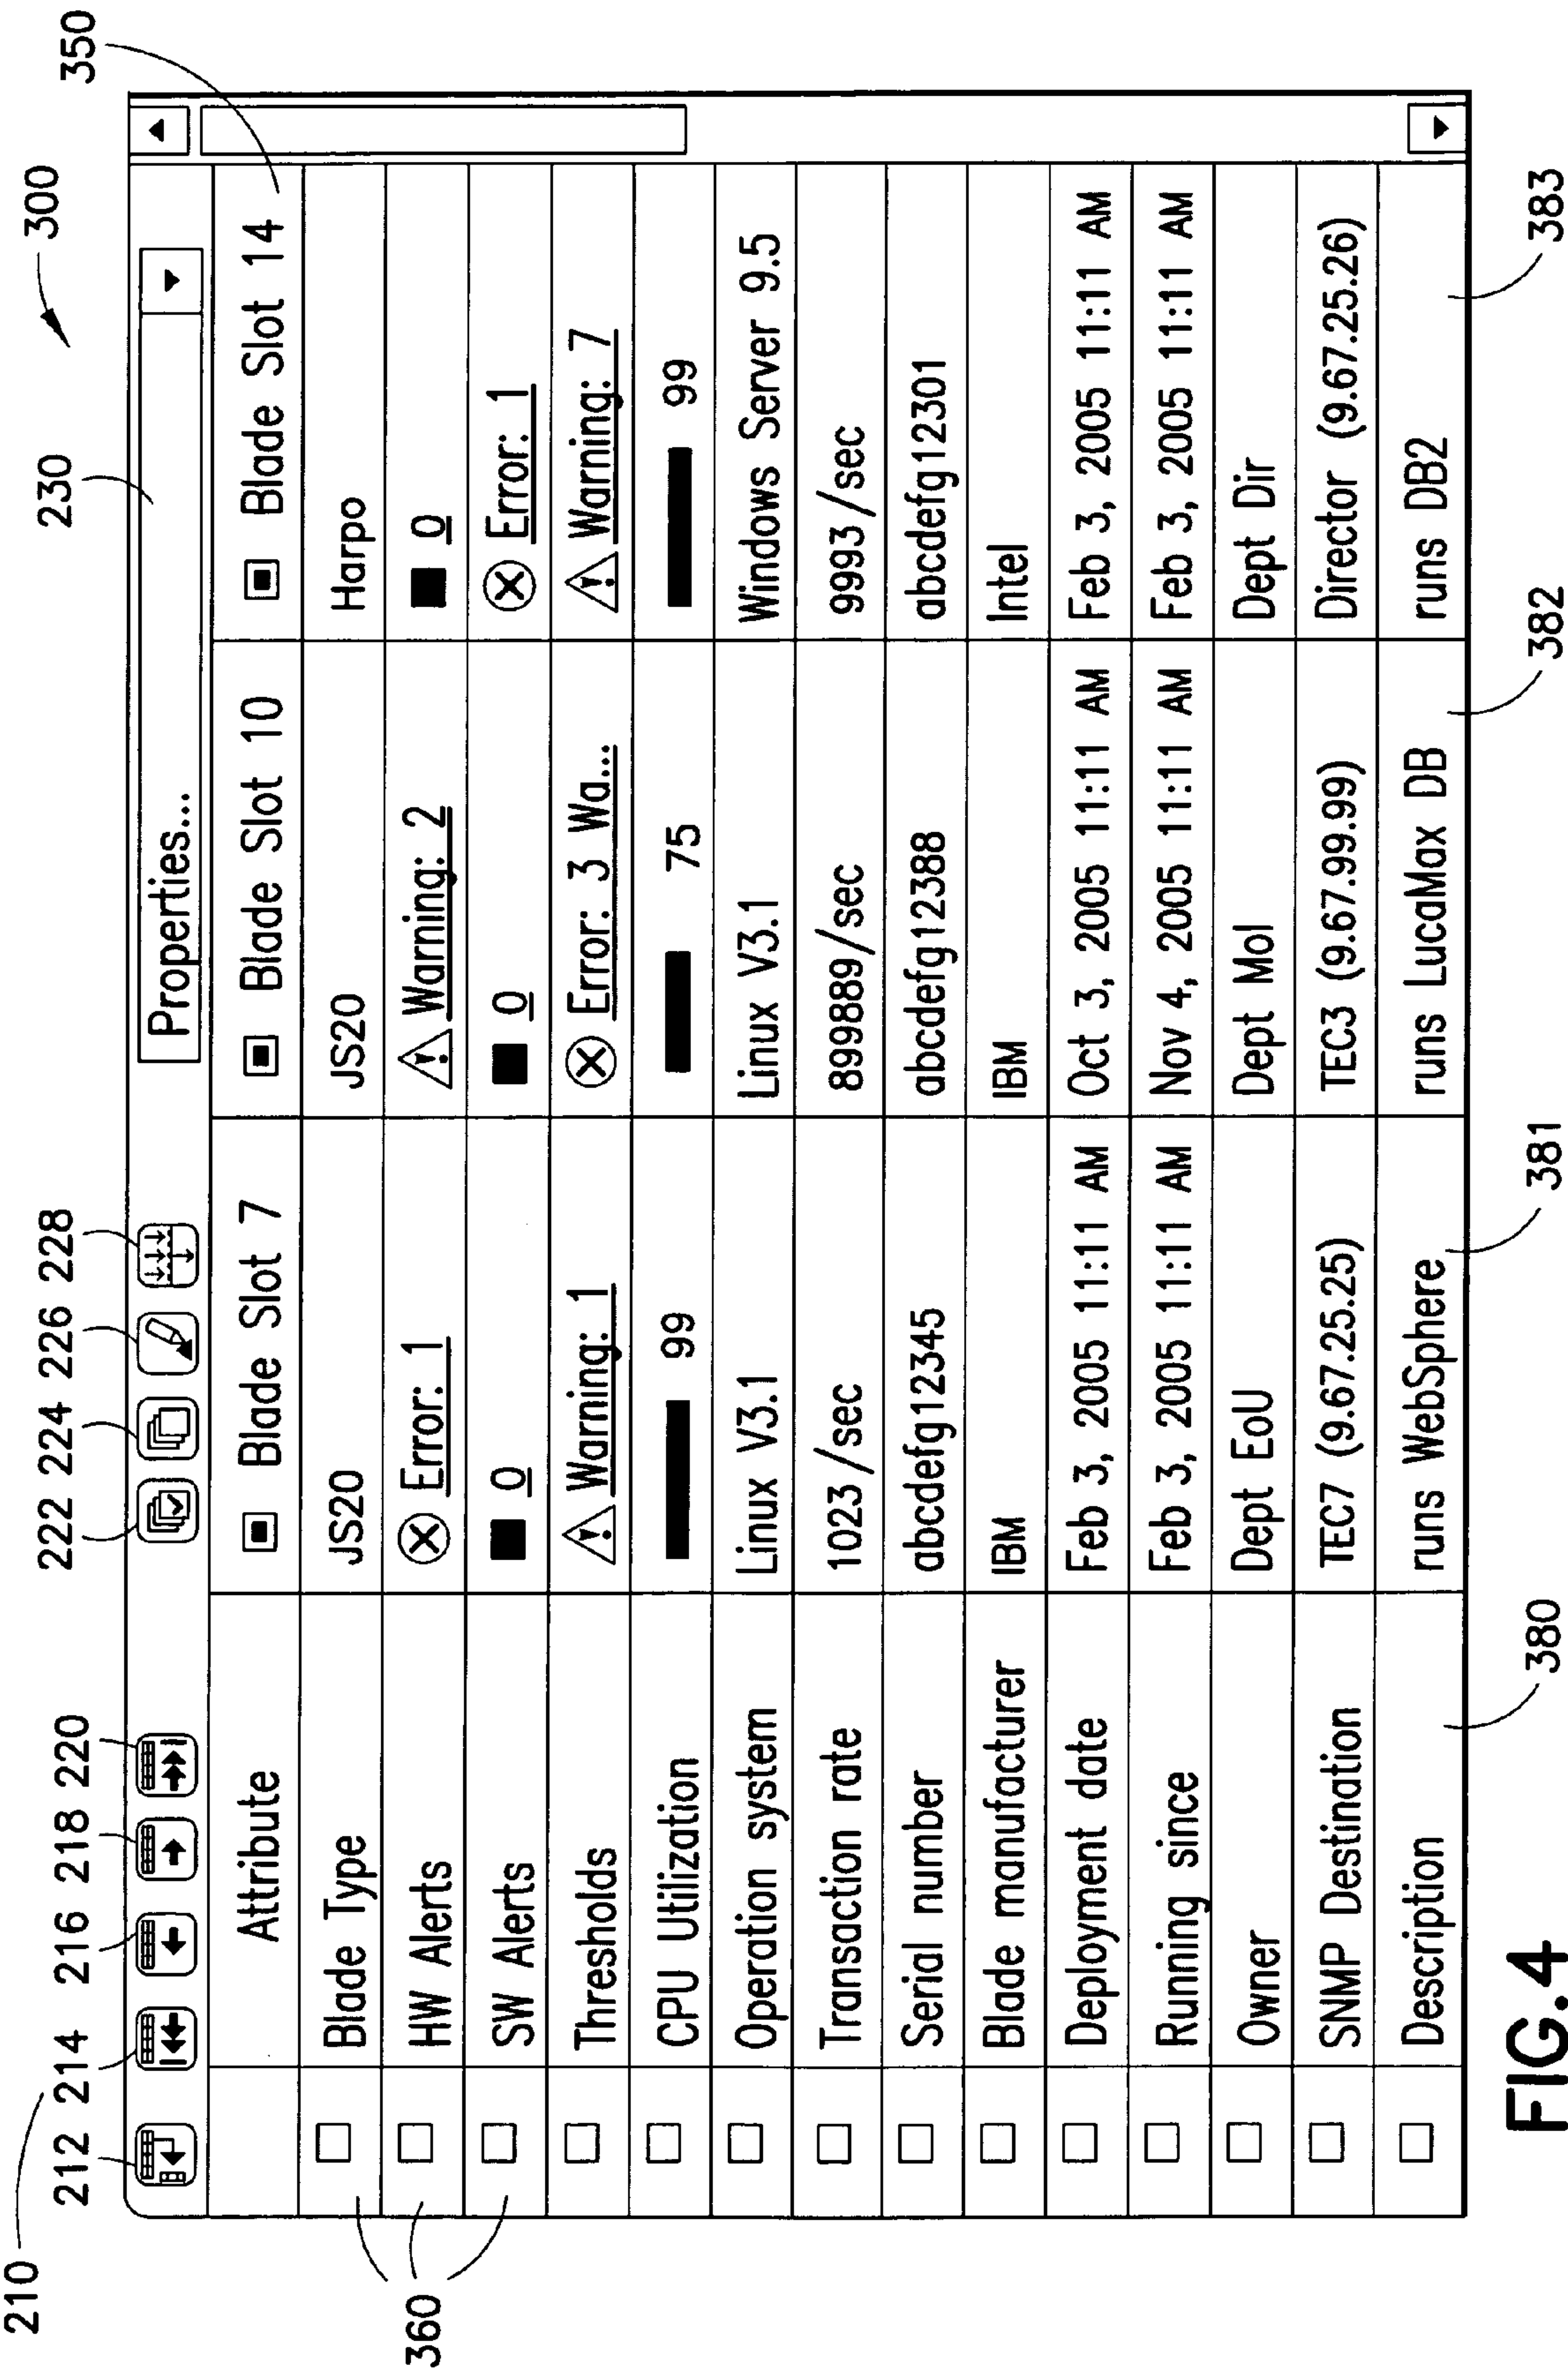 300
350
230
210
212 214 216 218 220 222 224 226 228
Properties...
Attribute Blade Slot 7 Blade Slot 10 Blade Slot 14
Blade Type JS20 JS20 Harpo
HW Alerts Error: 1 Warning: 2 0
SW Alerts 0 0 Error: 1
Thresholds Warning: 1 Error: 3 Wa... Warning: 7
CPU Utilization 99 75 99
Operation system Linux V3.1 Linux V3.1 Windows Server 9.5
Transaction rate 1023/sec 899889/sec 9993/sec
Serial number abcdefg12345 abcdefg12388 abcdefg12301
Blade manufacturer IBM IBM Intel
Deployment date Feb 3, 2005 11:11 AM Oct 3, 2005 11:11 AM Feb 3, 2005 11:11 AM
Running since Feb 3, 2005 11:11 AM Nov 4, 2005 11:11 AM Feb 3, 2005 11:11 AM
Owner Dept EoU Dept Mol Dept Dir
SNMP Destination TEC7 (9.67.25.25) TEC3 (9.67.99.99) Director (9.67.25.26)
Description runs WebSphere runs LucaMax DB runs DB2
360
380 381 382 383
FIG.4